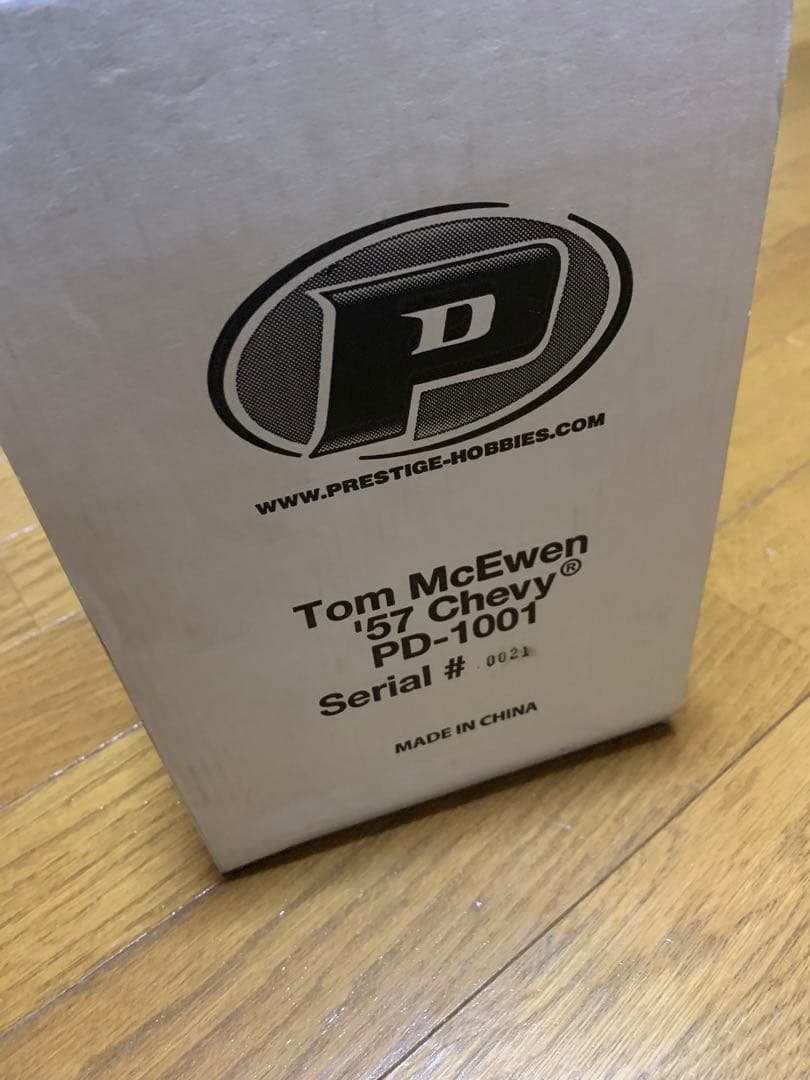 PD
WWW.PRESTIGE-HOBBIES.COM
Tom McEwen
'57 Chevy®
PD-1001
Serial # 0021
MADE IN CHINA